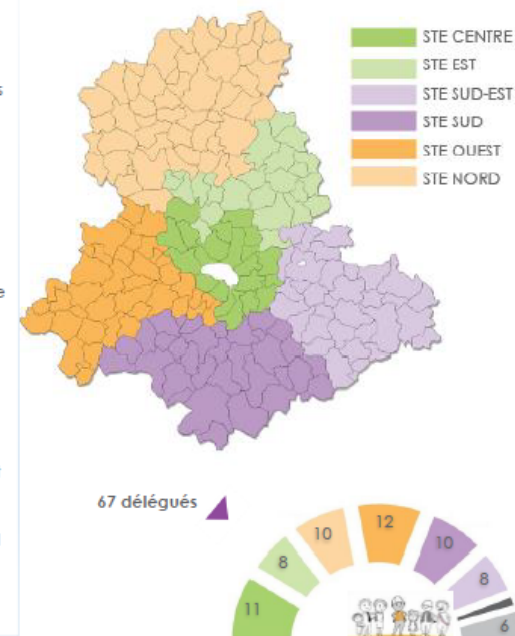 STE CENTRE
STE EST
STE SUD-EST
STE SUD
STE OUEST
STE NORD
67 délégués
11
8
10
12
10
8
6